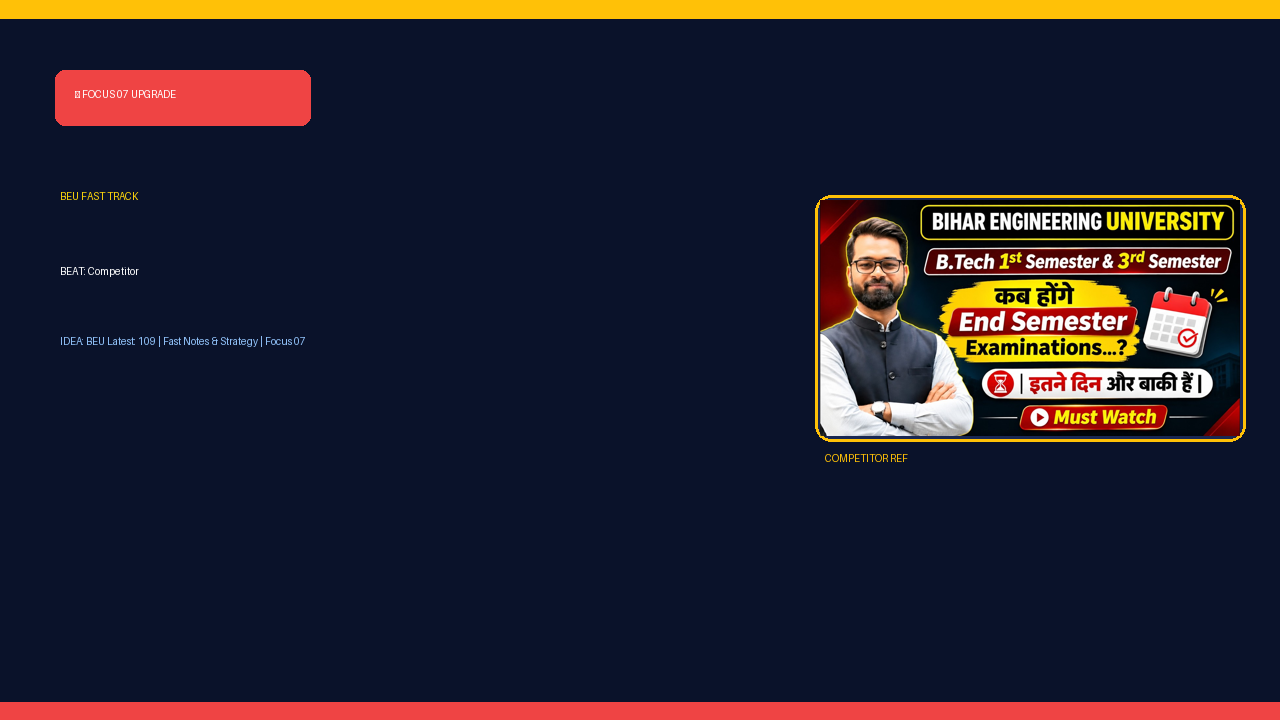 FOCUS 07 UPGRADE
BEU FAST TRACK
BEAT: Competitor
IDEA: BEU Latest: 109 | Fast Notes & Strategy | Focus 07
BIHAR ENGINEERING UNIVERSITY
B.Tech 1st Semester & 3rd Semester
कब होंगे
End Semester
Examinations...?
| इतने दिन और बाकी हैं |
Must Watch
COMPETITOR REF